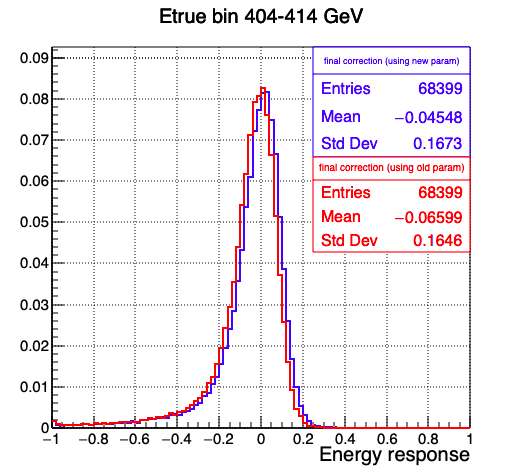 Etrue bin 404-414 GeV
0.09
0.08
0.07
0.06
0.05
0.04
0.03
0.02
0.01
0
final correction (using new param)
Entries 68399
Mean −0.04548
Std Dev 0.1673
final correction (using old param)
Entries 68399
Mean −0.06599
Std Dev 0.1646
−1 −0.8 −0.6 −0.4 −0.2 0 0.2 0.4 0.6 0.8 1
Energy response